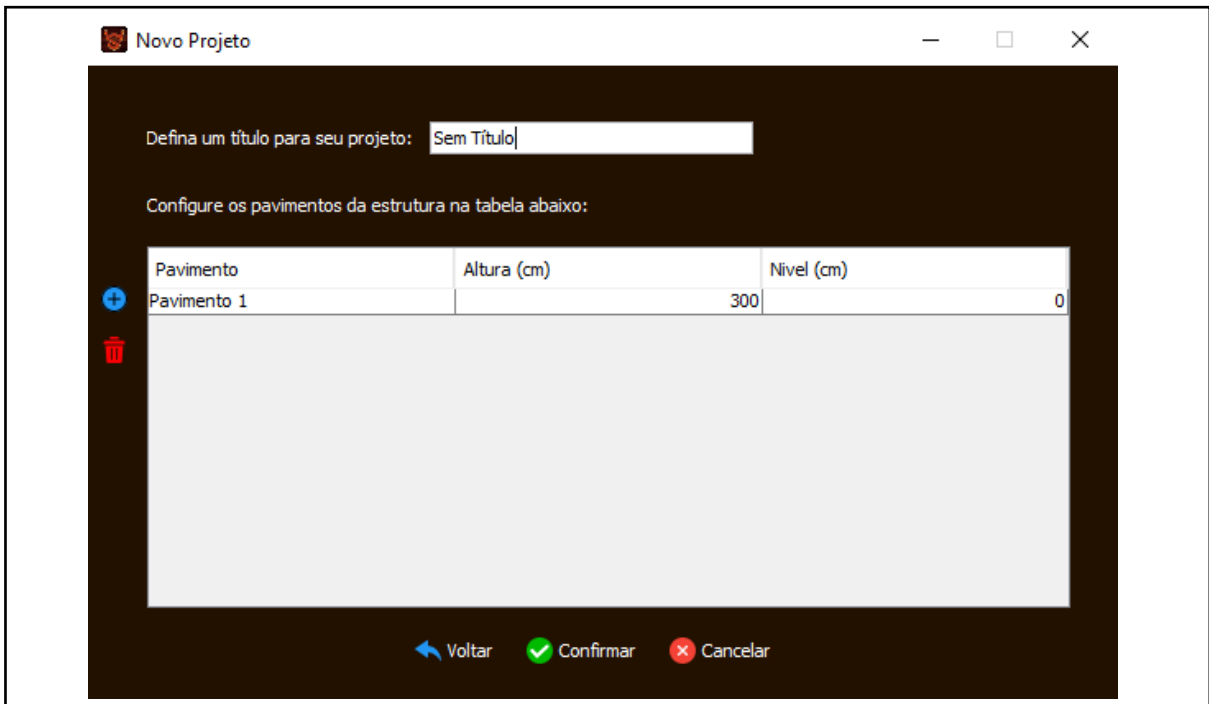 Novo Projeto
Defina um título para seu projeto: Sem Título
Configure os pavimentos da estrutura na tabela abaixo:
Pavimento Altura (cm) Nivel (cm)
Pavimento 1 300 0
Voltar Confirmar Cancelar